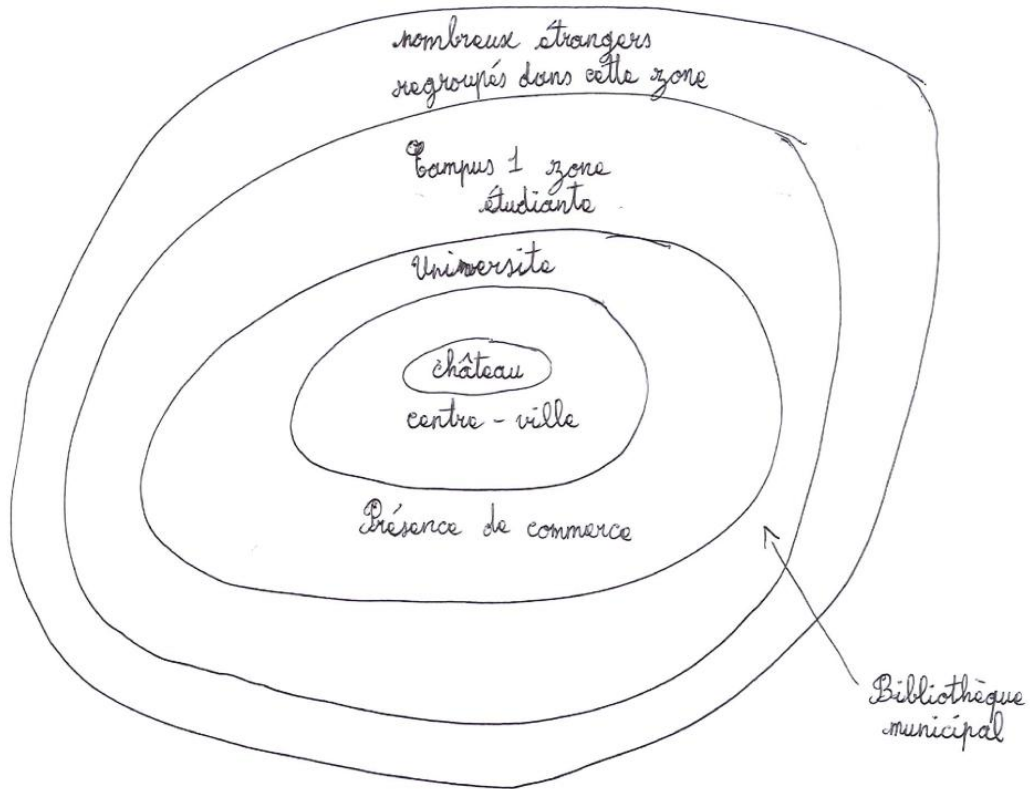 nombreux étrangers
regroupés dans cette zone
Campus 1 zone
étudiante
Université
château
centre - ville
Présence de commerce
Bibliothèque
municipal